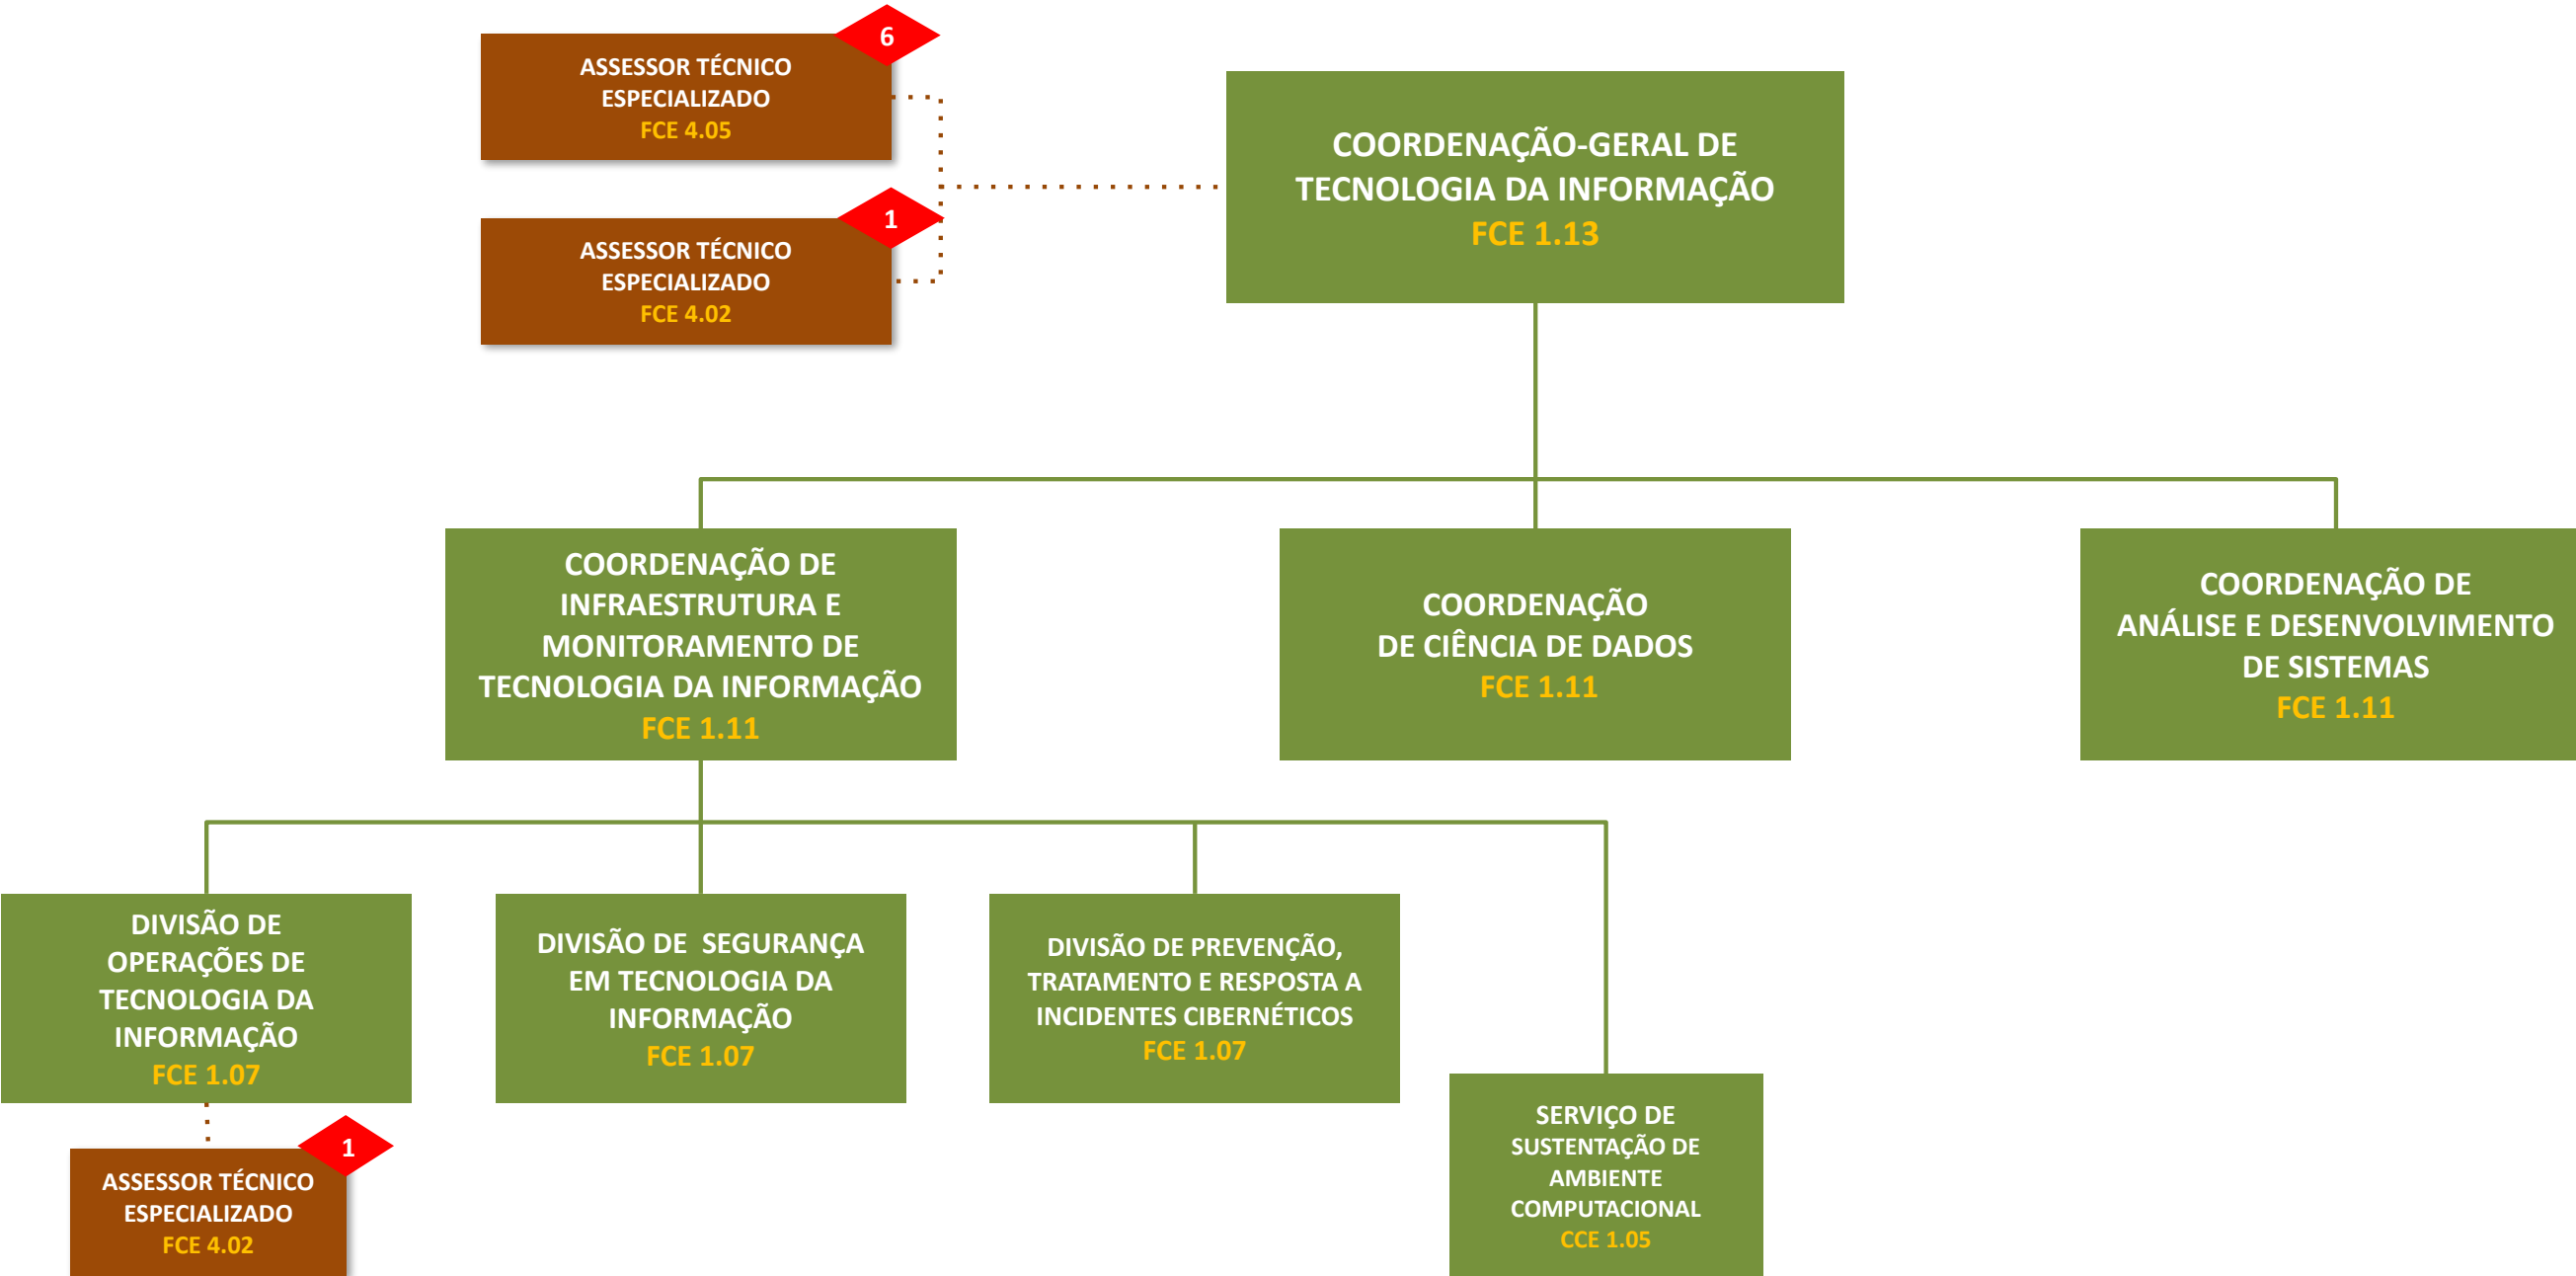 6
ASSESSOR TÉCNICO
ESPECIALIZADO
FCE 4.05
1
ASSESSOR TÉCNICO
ESPECIALIZADO
FCE 4.02
COORDENAÇÃO-GERAL DE
TECNOLOGIA DA INFORMAÇÃO
FCE 1.13
COORDENAÇÃO DE
INFRAESTRUTURA E
MONITORAMENTO DE
TECNOLOGIA DA INFORMAÇÃO
FCE 1.11
COORDENAÇÃO
DE CIÊNCIA DE DADOS
FCE 1.11
COORDENAÇÃO DE
ANÁLISE E DESENVOLVIMENTO
DE SISTEMAS
FCE 1.11
DIVISÃO DE
OPERAÇÕES DE
TECNOLOGIA DA
INFORMAÇÃO
FCE 1.07
DIVISÃO DE SEGURANÇA
EM TECNOLOGIA DA
INFORMAÇÃO
FCE 1.07
DIVISÃO DE PREVENÇÃO,
TRATAMENTO E RESPOSTA A
INCIDENTES CIBERNÉTICOS
FCE 1.07
SERVIÇO DE
SUSTENTAÇÃO DE
AMBIENTE
COMPUTACIONAL
CCE 1.05
1
ASSESSOR TÉCNICO
ESPECIALIZADO
FCE 4.02